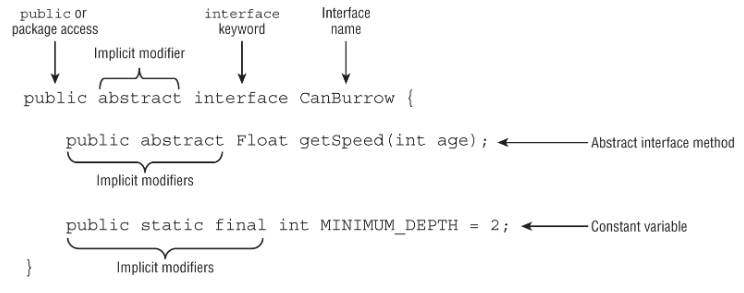 public or
package access
interface
keyword
Interface
name
Implicit modifier
public abstract interface CanBurrow {
public abstract Float getSpeed(int age);
Abstract interface method
Implicit modifiers
public static final int MINIMUM_DEPTH = 2;
Constant variable
Implicit modifiers
}